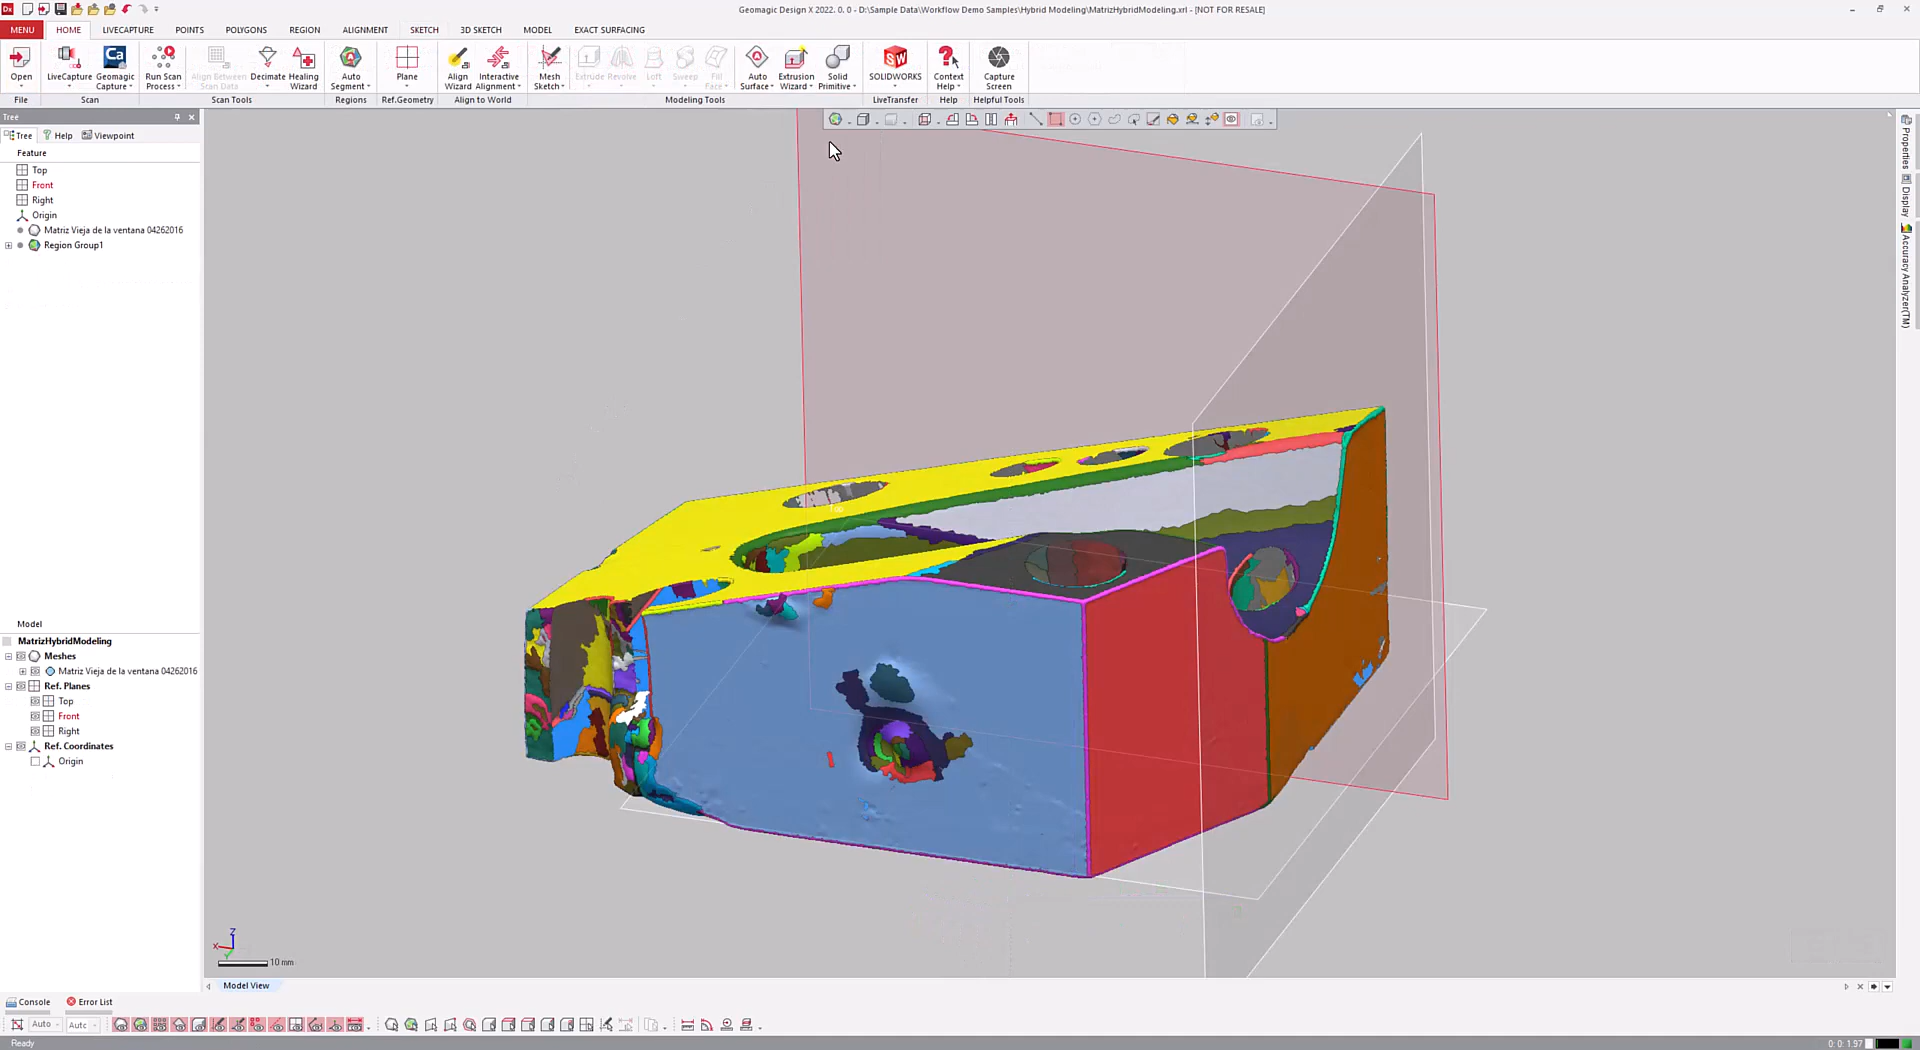 Dx
Geomagic Design X 2022. 0. 0 - D:\Sample Data\Workflow Demo Samples\Hybrid Modeling\MatrizHybridModeling.xrl - [NOT FOR RESALE]
MENU HOME LIVECAPTURE POINTS POLYGONS REGION ALIGNMENT SKETCH 3D SKETCH MODEL EXACT SURFACING
Open
LiveCapture
Geomagic Capture
Run Scan Process
Align Between Scan Data
Decimate
Healing Wizard
Auto Segment
Plane
Align Wizard
Interactive Alignment
Mesh Sketch
Extrude
Revolve
Loft
Sweep
Fill Face
Auto Surface
Extrusion Wizard
Solid Primitive
SOLIDWORKS
Context Help
Capture Screen
File Scan Scan Tools Regions Ref.Geometry Align to World Modeling Tools LiveTransfer Help Helpful Tools
Tree
Tree Help Viewpoint
Feature
Top
Front
Right
Origin
Matriz Vieja de la ventana 04262016
Region Group1
Model
MatrizHybridModeling
Meshes
Matriz Vieja de la ventana 04262016
Ref. Planes
Top
Front
Right
Ref. Coordinates
Origin
Top
Z
X
Y
10 mm
Model View
Properties
Display
Accuracy Analyzer(TM)
Console Error List
Auto
Ready
0: 0: 1.97